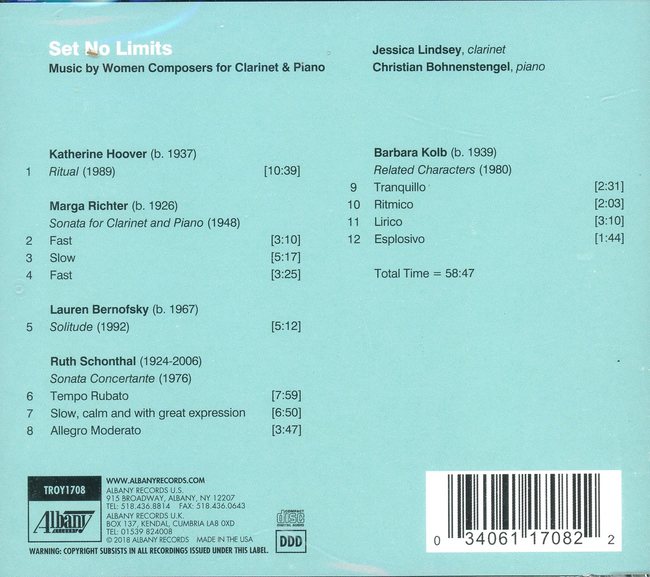 Set No Limits
Music by Women Composers for Clarinet & Piano
Jessica Lindsey, clarinet
Christian Bohnenstengel, piano
Katherine Hoover (b. 1937)
1 Ritual (1989) [10:39]
Marga Richter (b. 1926)
Sonata for Clarinet and Piano (1948)
2 Fast [3:10]
3 Slow [5:17]
4 Fast [3:25]
Lauren Bernofsky (b. 1967)
5 Solitude (1992) [5:12]
Ruth Schonthal (1924-2006)
Sonata Concertante (1976)
6 Tempo Rubato [7:59]
7 Slow, calm and with great expression [6:50]
8 Allegro Moderato [3:47]
Barbara Kolb (b. 1939)
Related Characters (1980)
9 Tranquillo [2:31]
10 Ritmico [2:03]
11 Lirico [3:10]
12 Esplosivo [1:44]
Total Time = 58:47
TROY1708
Albany
RECORDS
WWW.ALBANYRECORDS.COM
ALBANY RECORDS U.S.
915 BROADWAY, ALBANY, NY 12207
TEL: 518.436.8814 FAX: 518.436.0643
ALBANY RECORDS U.K.
BOX 137, KENDAL, CUMBRIA LA8 0XD
TEL: 01539 824008
© 2018 ALBANY RECORDS MADE IN THE USA
COMPACT
disc
DIGITAL AUDIO
DDD
WARNING: COPYRIGHT SUBSISTS IN ALL RECORDINGS ISSUED UNDER THIS LABEL.
0 34061 17082 2